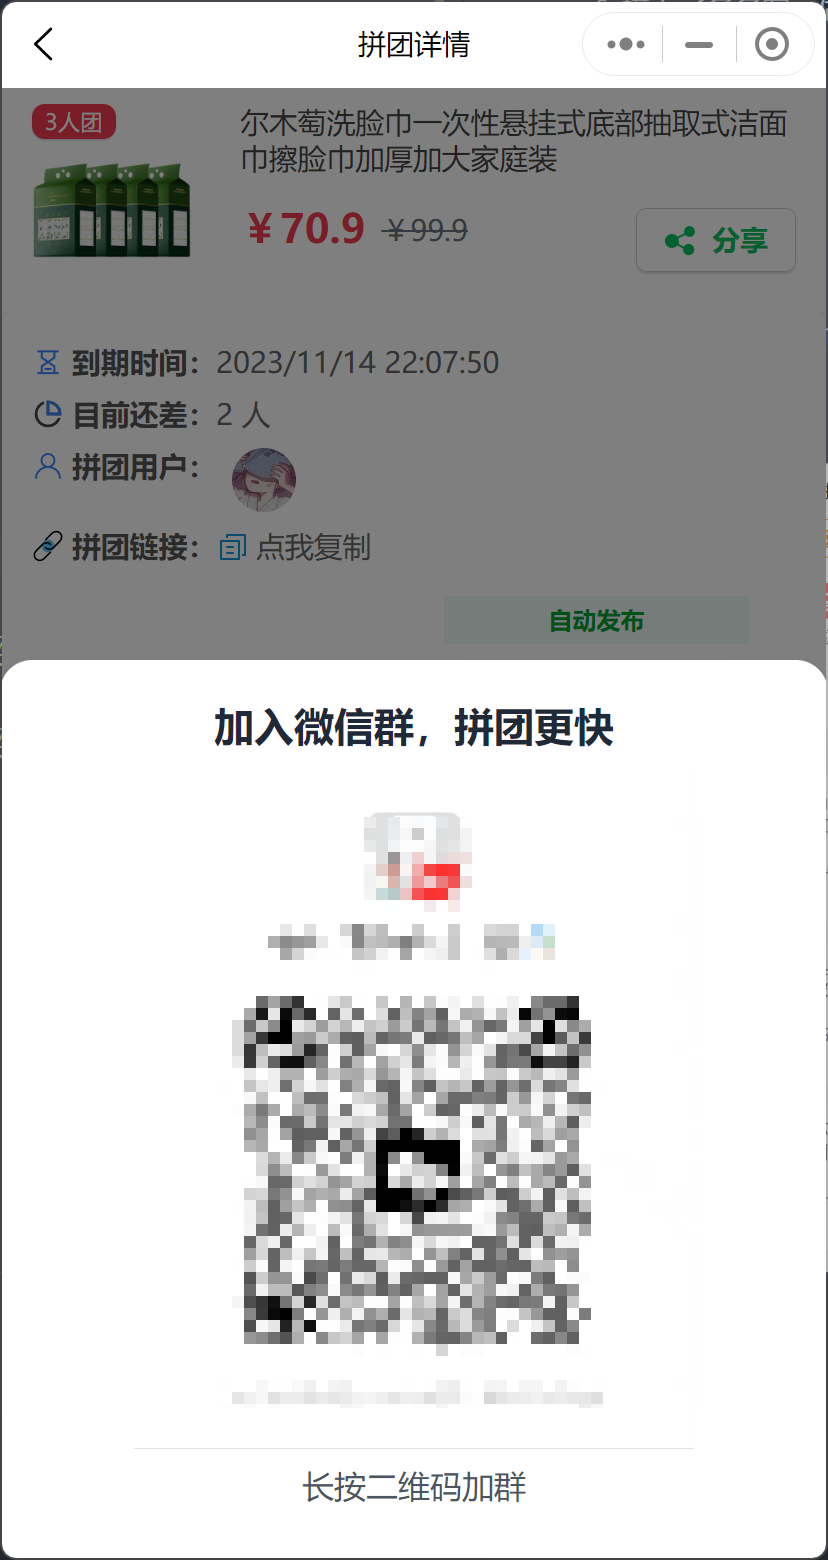 拼团详情
3人团
尔木萄洗脸巾一次性悬挂式底部抽取式洁面
巾擦脸巾加厚加大家庭装
￥70.9 ￥99.9
分享
到期时间：2023/11/14 22:07:50
目前还差：2 人
拼团用户：
拼团链接：点我复制
自动发布
加入微信群，拼团更快
长按二维码加群